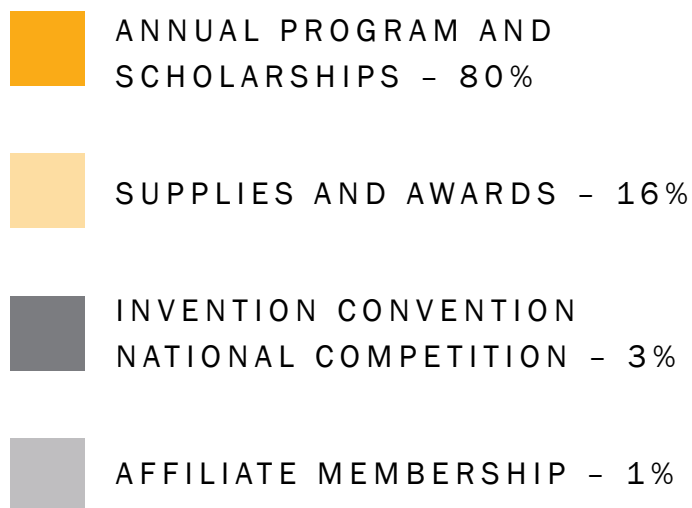 ANNUAL PROGRAM AND
SCHOLARSHIPS – 80%
SUPPLIES AND AWARDS – 16%
INVENTION CONVENTION
NATIONAL COMPETITION – 3%
AFFILIATE MEMBERSHIP – 1%